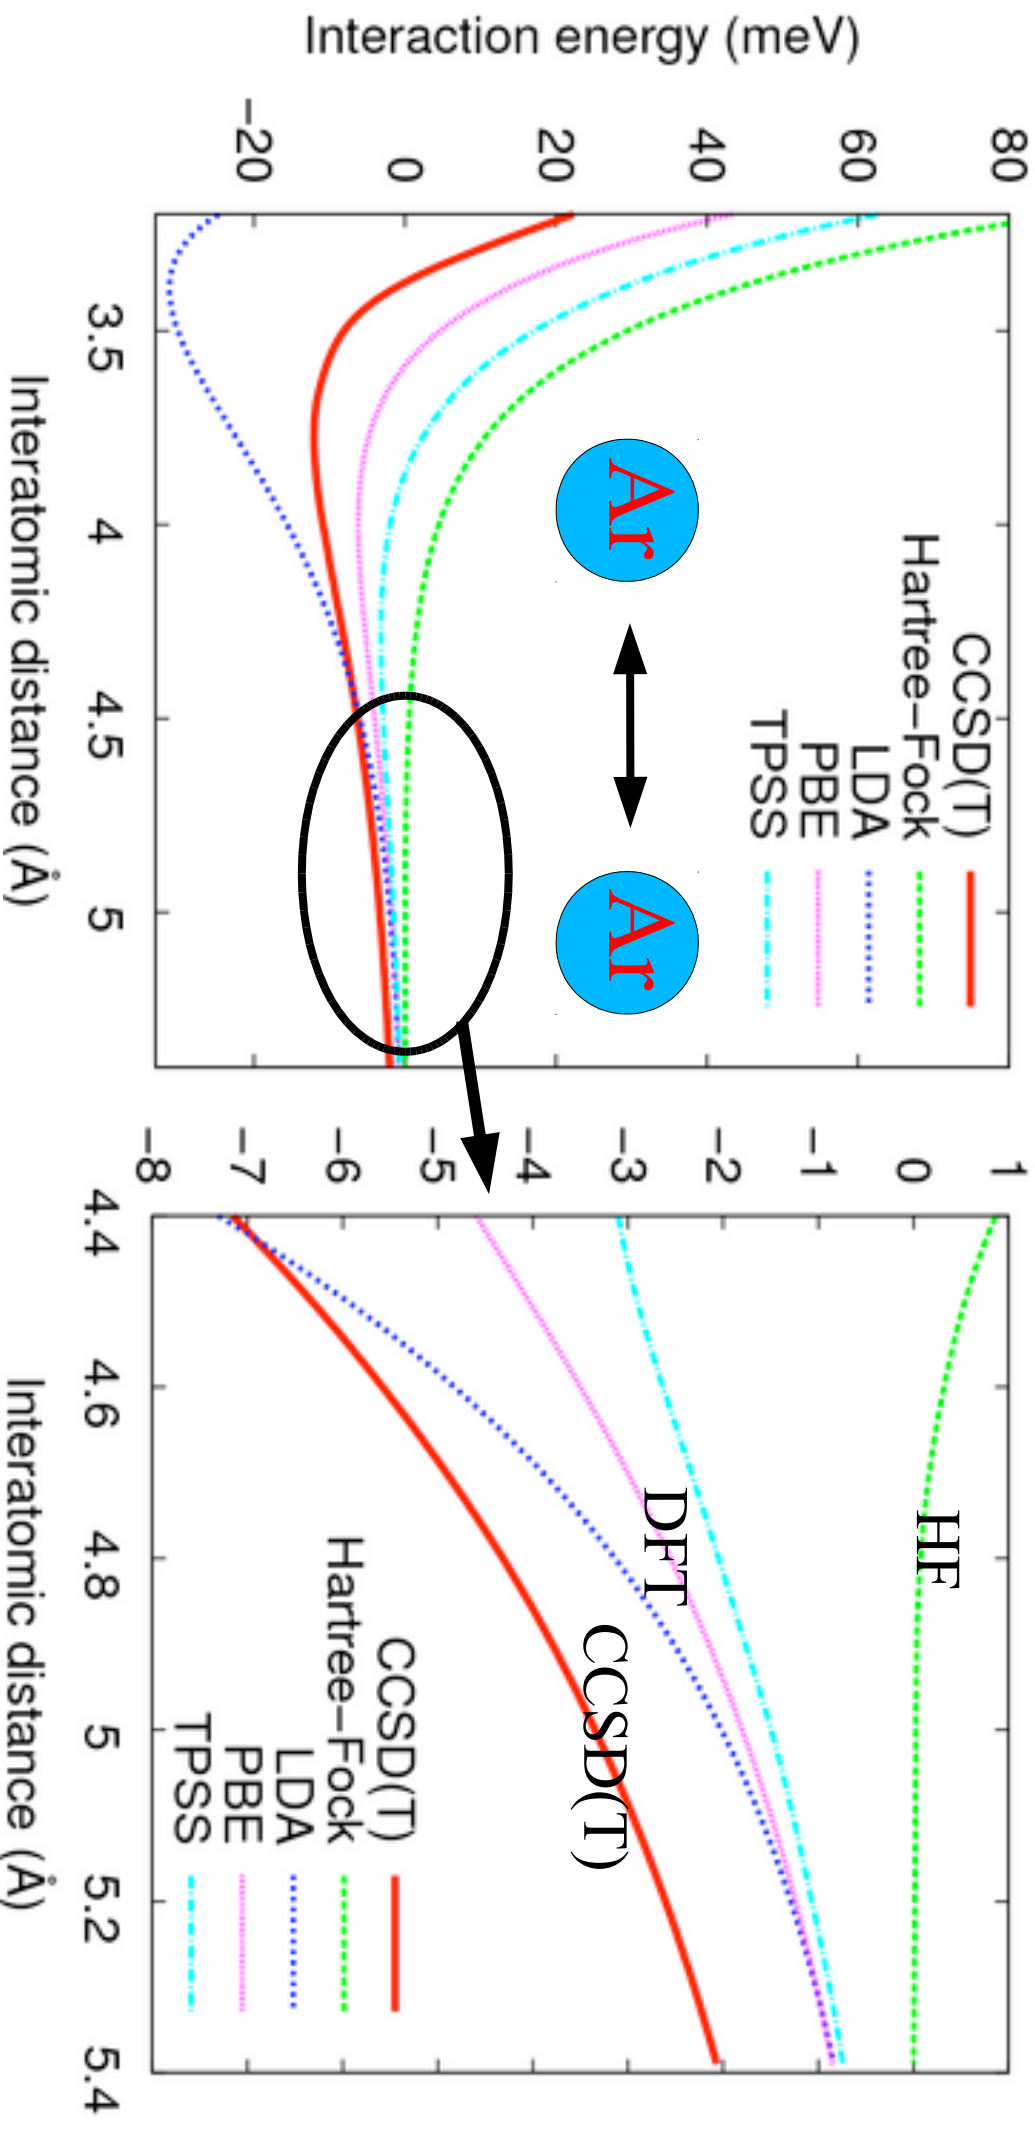 Interaction energy (meV)
80
60
40
20
0
−20
3.5
4
4.5
5
Interatomic distance (Å)
CCSD(T)
Hartree−Fock
LDA
PBE
TPSS
Ar
Ar
1
0
−1
−2
−3
−4
−5
−6
−7
−8
4.4
4.6
4.8
5
5.2
5.4
Interatomic distance (Å)
HF
DFT
CCSD(T)
CCSD(T)
Hartree−Fock
LDA
PBE
TPSS